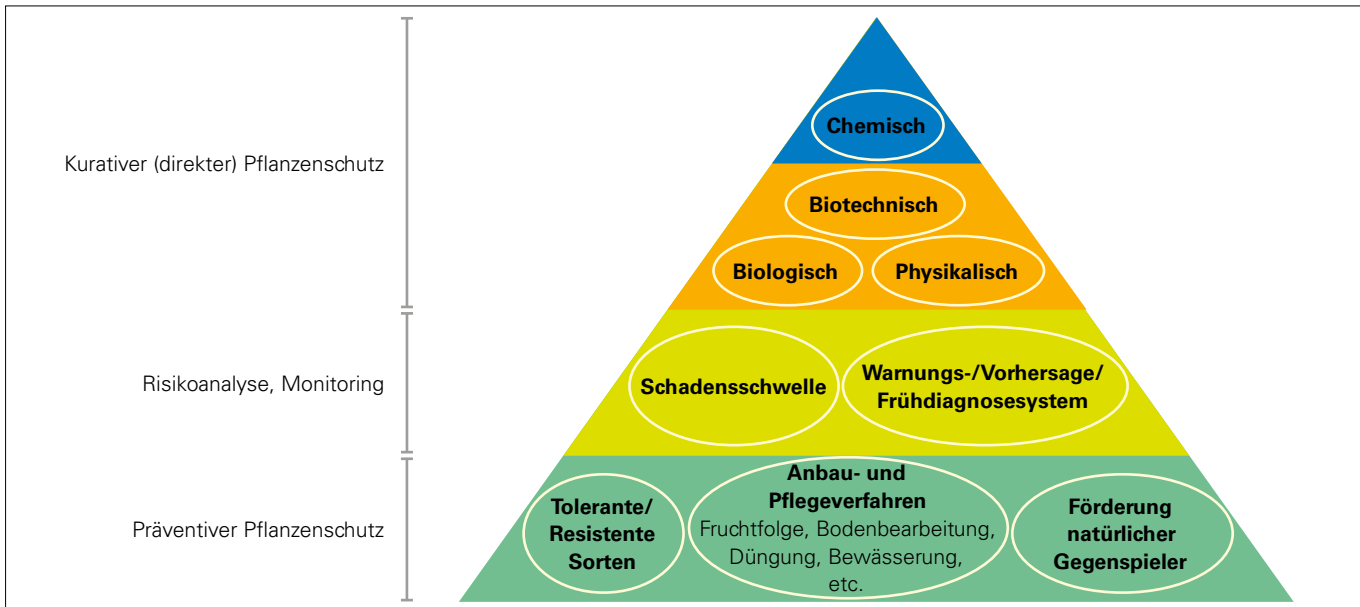 Kurativer (direkter) Pflanzenschutz
Chemisch
Biotechnisch
Biologisch
Physikalisch
Risikoanalyse, Monitoring
Schadensschwelle
Warnungs-/Vorhersage/
Frühdiagnosesystem
Präventiver Pflanzenschutz
Tolerante/
Resistente
Sorten
Anbau- und
Pflegeverfahren
Fruchtfolge, Bodenbearbeitung,
Düngung, Bewässerung,
etc.
Förderung
natürlicher
Gegenspieler